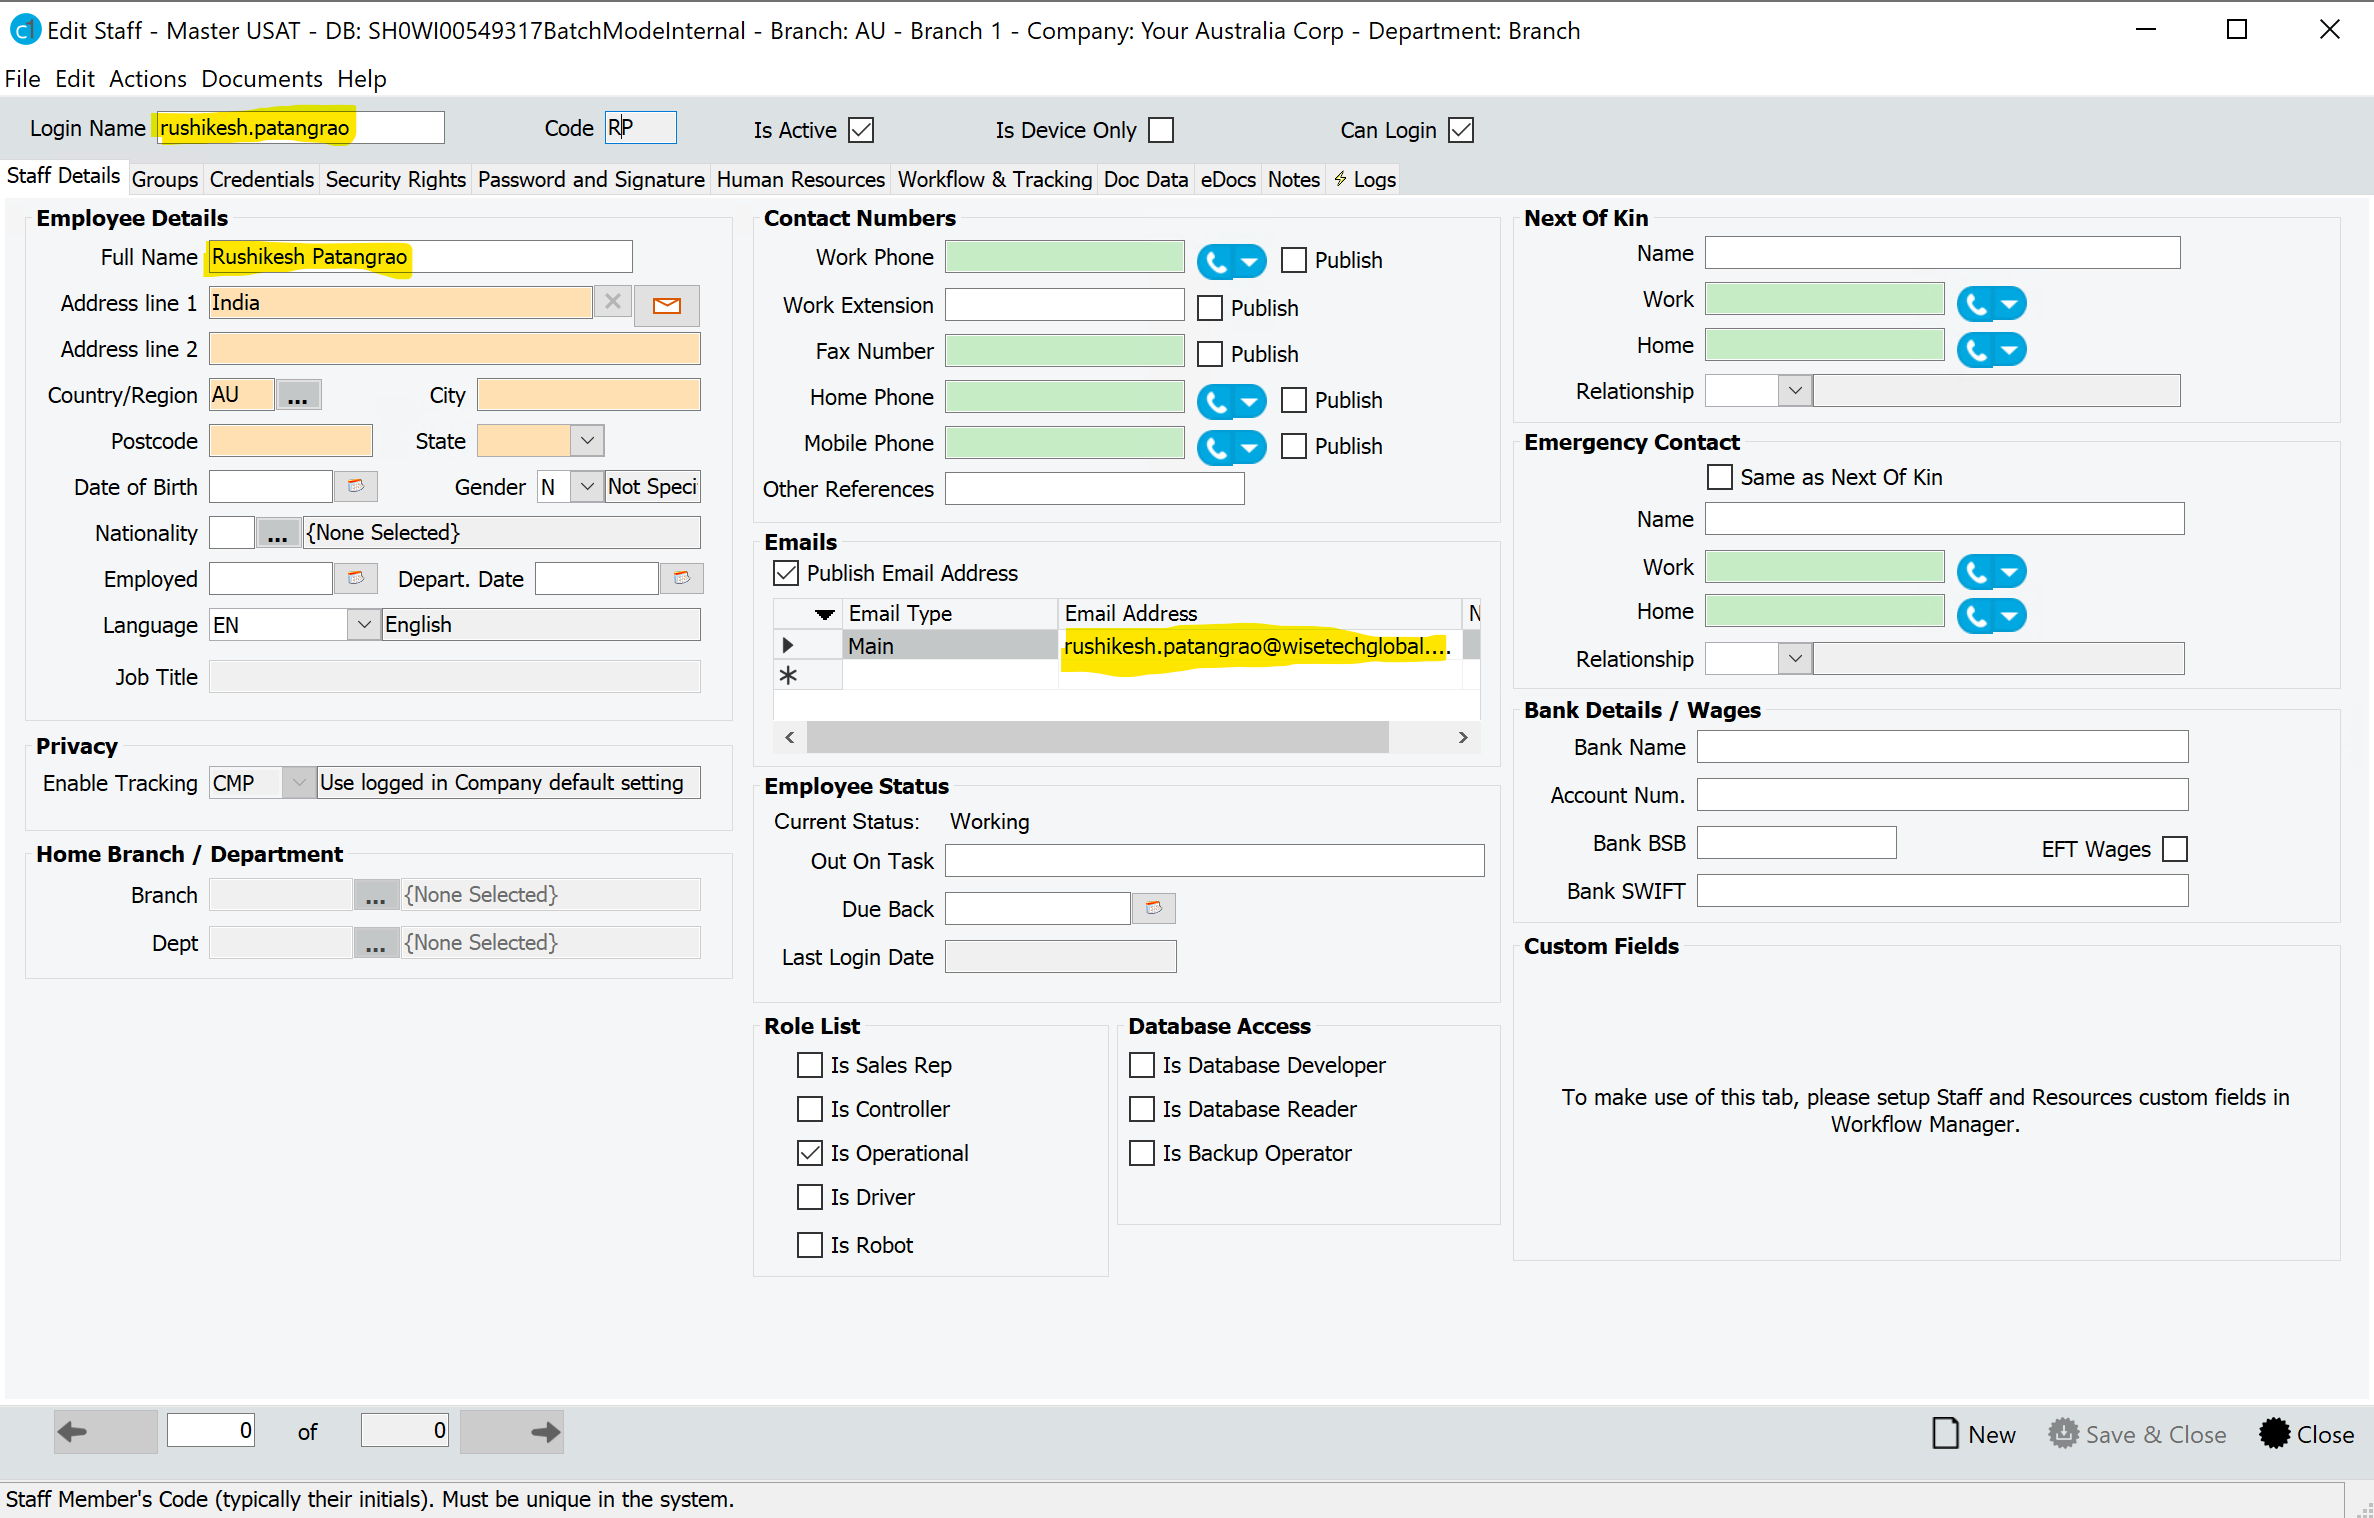 Edit Staff - Master USAT - DB: SH0WI00549317BatchModeInternal - Branch: AU - Branch 1 - Company: Your Australia Corp - Department: Branch
File Edit Actions Documents Help
Login Name rushikesh.patangrao Code RP Is Active Is Device Only Can Login
Staff Details Groups Credentials Security Rights Password and Signature Human Resources Workflow & Tracking Doc Data eDocs Notes Logs
Employee Details
Full Name Rushikesh Patangrao
Address line 1 India
Address line 2
Country/Region AU ... City
Postcode State
Date of Birth Gender N Not Speci
Nationality ... {None Selected}
Employed Depart. Date
Language EN English
Job Title
Privacy
Enable Tracking CMP Use logged in Company default setting
Home Branch / Department
Branch ... {None Selected}
Dept ... {None Selected}
Contact Numbers
Work Phone Publish
Work Extension Publish
Fax Number Publish
Home Phone Publish
Mobile Phone Publish
Other References
Emails
Publish Email Address
Email Type Email Address N
Main rushikesh.patangrao@wisetechglobal....
Employee Status
Current Status: Working
Out On Task
Due Back
Last Login Date
Role List
Is Sales Rep
Is Controller
Is Operational
Is Driver
Is Robot
Database Access
Is Database Developer
Is Database Reader
Is Backup Operator
Next Of Kin
Name
Work
Home
Relationship
Emergency Contact
Same as Next Of Kin
Name
Work
Home
Relationship
Bank Details / Wages
Bank Name
Account Num.
Bank BSB EFT Wages
Bank SWIFT
Custom Fields
To make use of this tab, please setup Staff and Resources custom fields in
Workflow Manager.
0 of 0 New Save & Close Close
Staff Member's Code (typically their initials). Must be unique in the system.